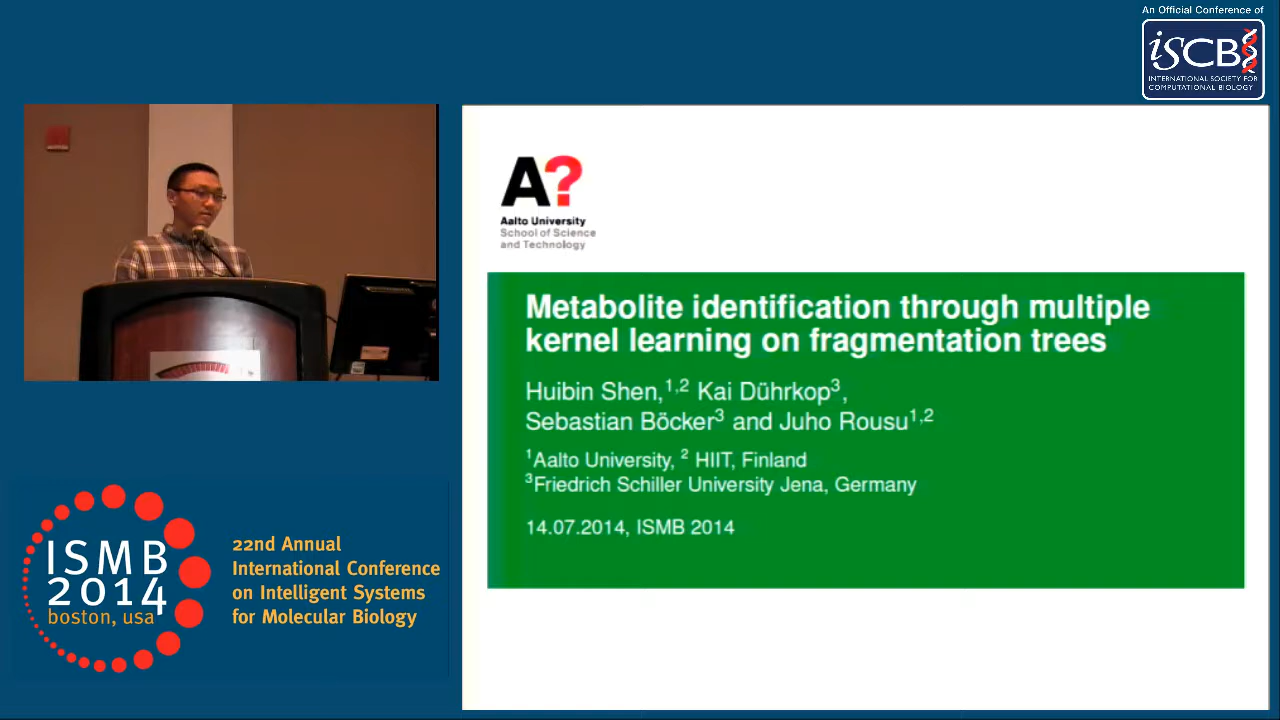 An Official Conference of
iSCB
INTERNATIONAL SOCIETY FOR
COMPUTATIONAL BIOLOGY
A?
Aalto University
School of Science
and Technology
Metabolite identification through multiple
kernel learning on fragmentation trees
Huibin Shen,1,2 Kai Dührkop3,
Sebastian Böcker3 and Juho Rousu1,2
1Aalto University, 2 HIIT, Finland
3Friedrich Schiller University Jena, Germany
14.07.2014, ISMB 2014
ISMB
2014
boston, usa
22nd Annual
International Conference
on Intelligent Systems
for Molecular Biology